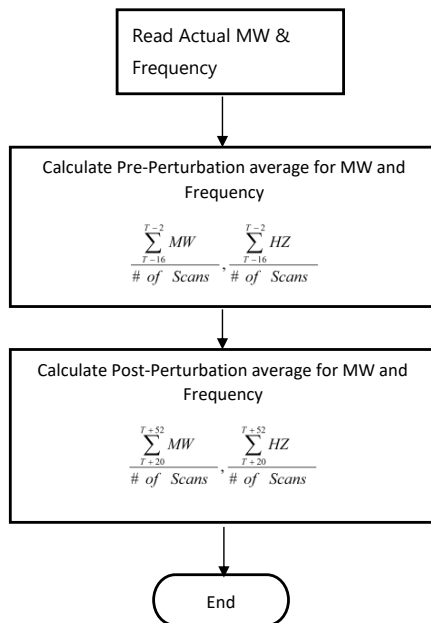 Read Actual MW &
Frequency
Calculate Pre-Perturbation average for MW and
Frequency
T−2 T−2
∑ MW ∑ HZ
T−16 , T−16
# of Scans # of Scans
Calculate Post-Perturbation average for MW and
Frequency
T+52 T+52
∑ MW ∑ HZ
T+20 , T+20
# of Scans # of Scans
End